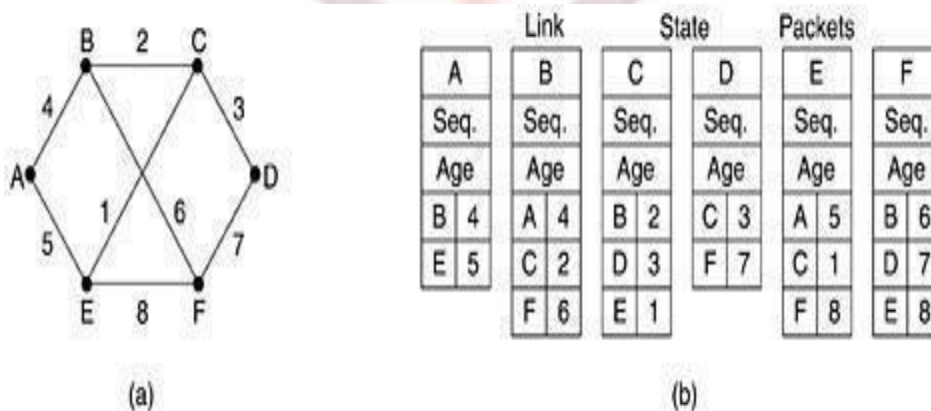 B 2 C
4 3
A D
1 6
5 7
E 8 F
(a)
Link State Packets
A B C D E F
Seq. Seq. Seq. Seq. Seq. Seq.
Age Age Age Age Age Age
B 4 A 4 B 2 C 3 A 5 B 6
E 5 C 2 D 3 F 7 C 1 D 7
F 6 E 1 F 8 E 8
(b)